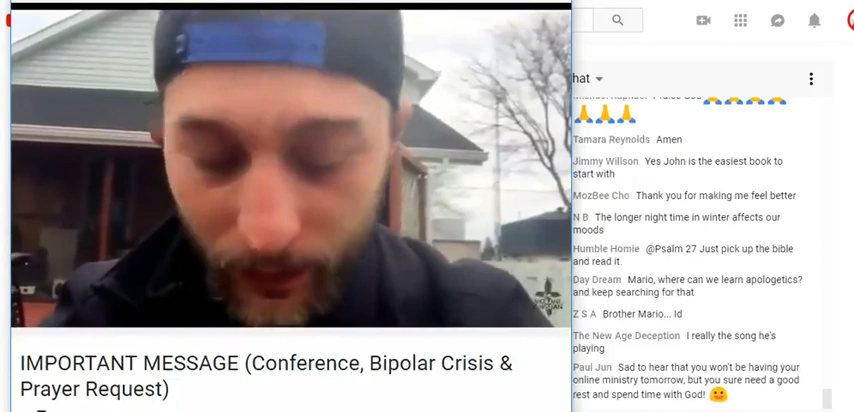 hat
Praise God
Tamara Reynolds Amen
Jimmy Willson Yes John is the easiest book to
start with
MozBee Cho Thank you for making me feel better
N B The longer night time in winter affects our
moods
Humble Homie @Psalm 27 Just pick up the bible
and read it.
Day Dream Mario, where can we learn apologetics?
and keep searching for that
Z S A Brother Mario... Id
The New Age Deception I really the song he's
playing
Paul Jun Sad to hear that you won't be having your
online ministry tomorrow, but you sure need a good
rest and spend time with God!
IMPORTANT MESSAGE (Conference, Bipolar Crisis &
Prayer Request)